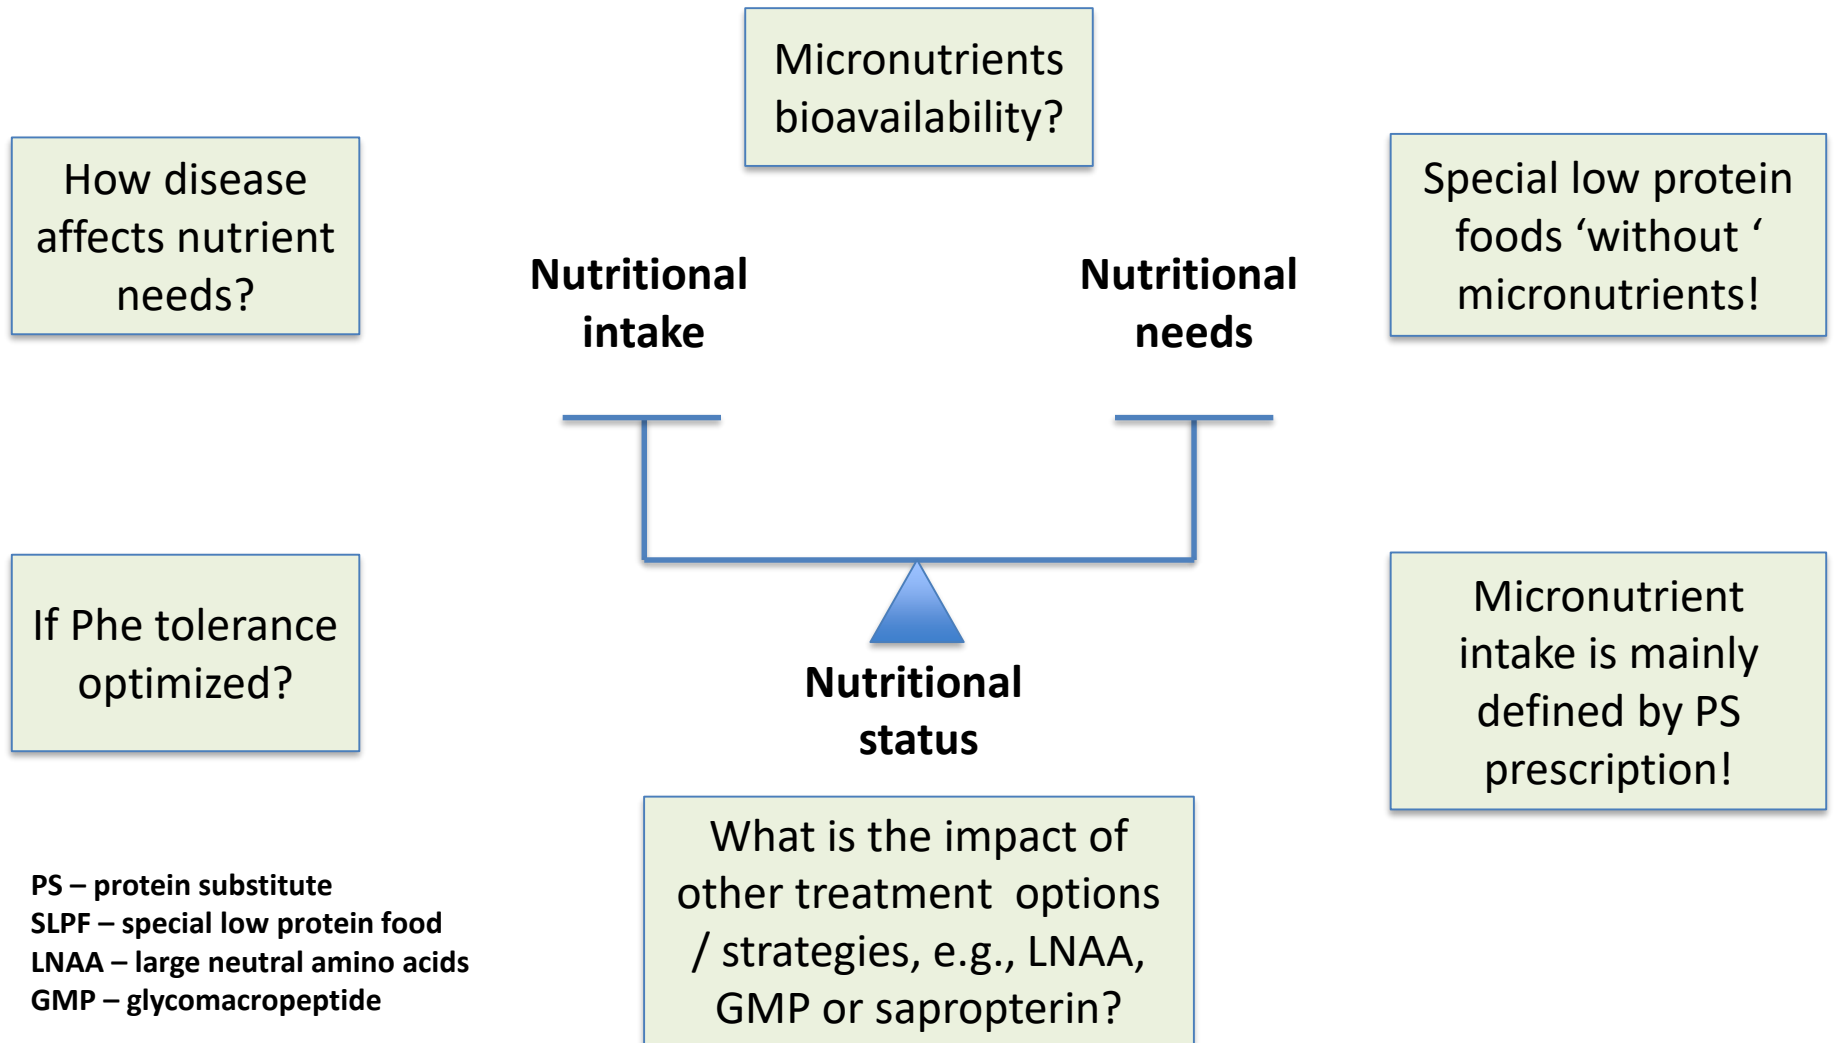 Micronutrients
bioavailability?
How disease
affects nutrient
needs?
Special low protein
foods ‘without ‘
micronutrients!
Nutritional
intake
Nutritional
needs
If Phe tolerance
optimized?
Nutritional
status
Micronutrient
intake is mainly
defined by PS
prescription!
What is the impact of
other treatment  options
/ strategies, e.g., LNAA,
GMP or sapropterin?
PS – protein substitute
SLPF – special low protein food
LNAA – large neutral amino acids
GMP – glycomacropeptide